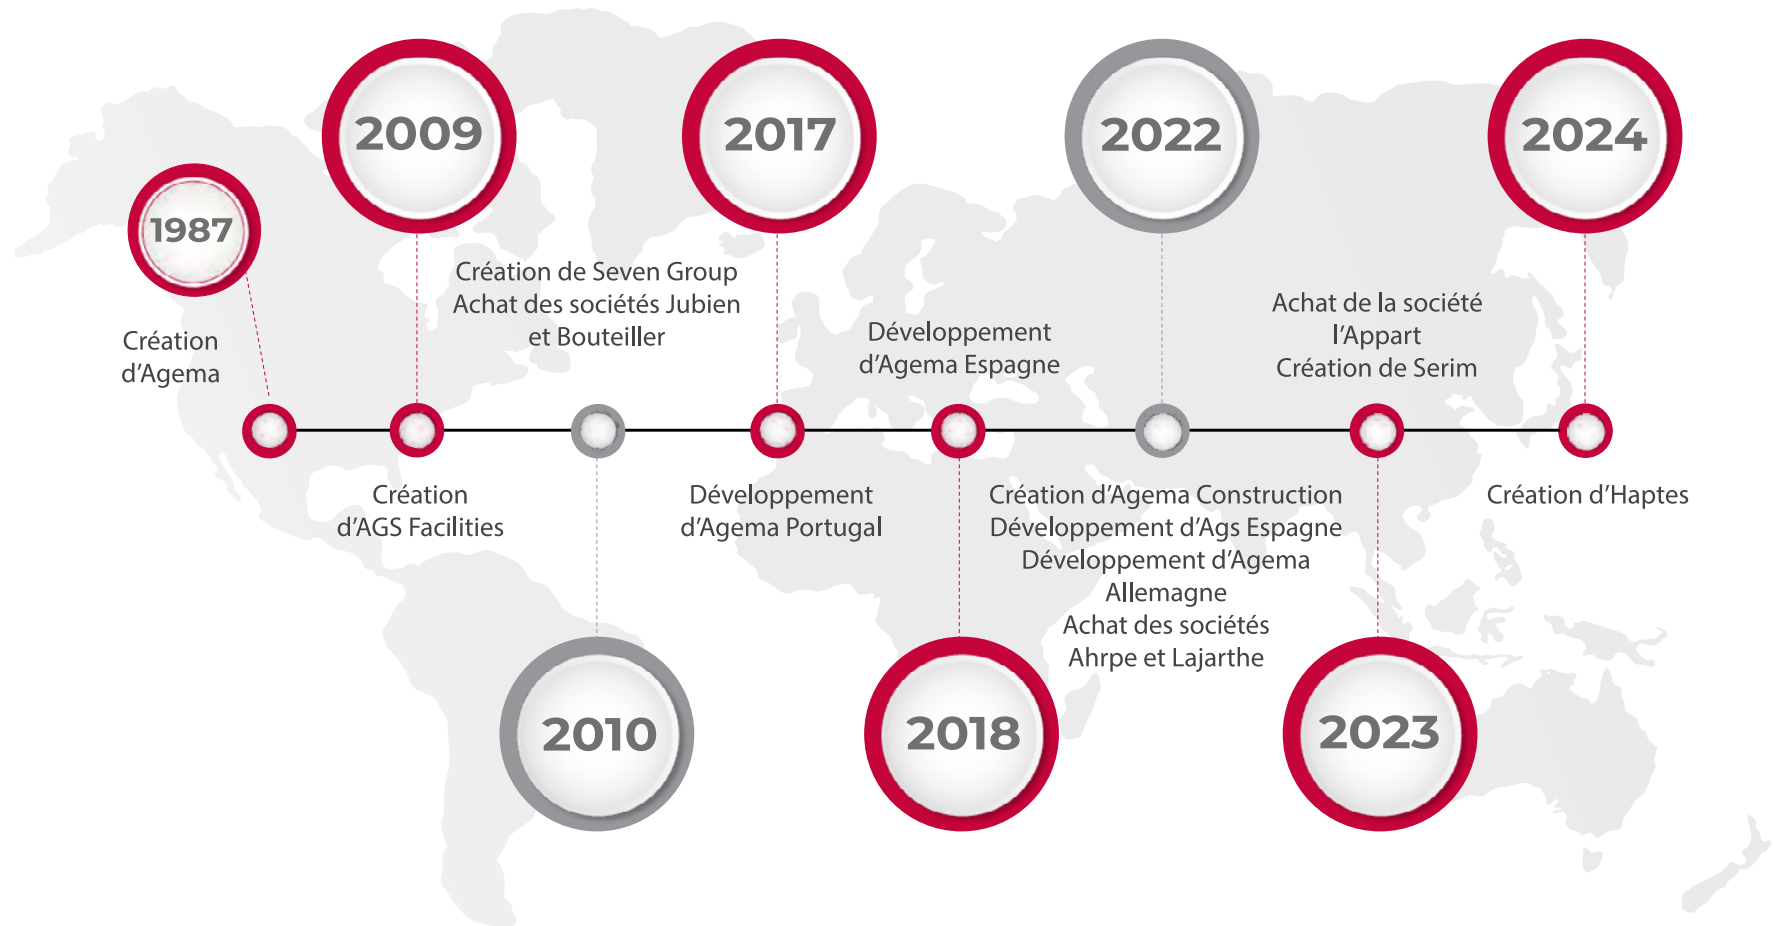 1987
Création
d'Agema
2009
Création
d'AGS Facilities
Création de Seven Group
Achat des sociétés Jubien
et Bouteiller
2010
2017
Développement
d'Agema Portugal
Développement
d'Agema Espagne
2018
2022
Création d'Agema Construction
Développement d'Ags Espagne
Développement d'Agema
Allemagne
Achat des sociétés
Ahrpe et Lajarthe
Achat de la société
l'Appart
Création de Serim
2023
2024
Création d'Haptes